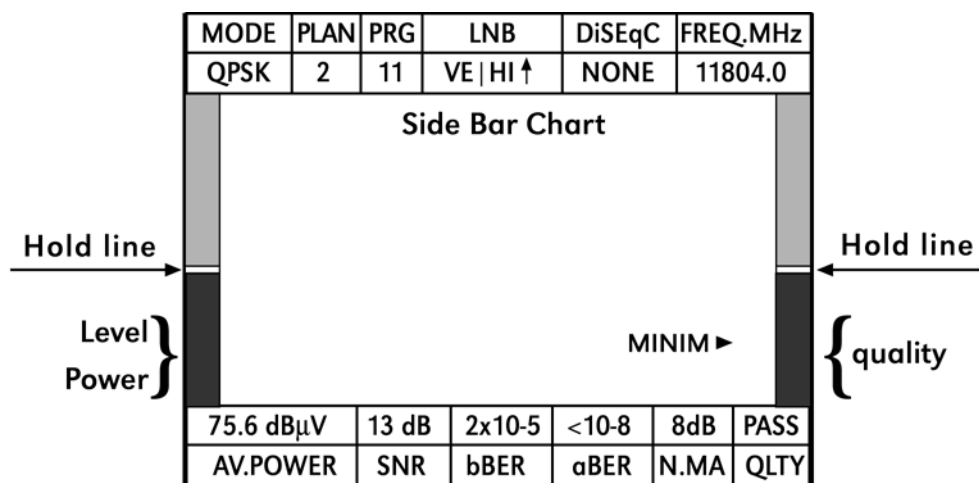 MODE PLAN PRG LNB DiSEqC FREQ.MHz
QPSK 2 11 VE|HI↑ NONE 11804.0
Side Bar Chart
Hold line
Hold line
Level
Power
MINIM ►
quality
75.6 dBμV 13 dB 2x10-5 <10-8 8dB PASS
AV.POWER SNR bBER aBER N.MA QLTY